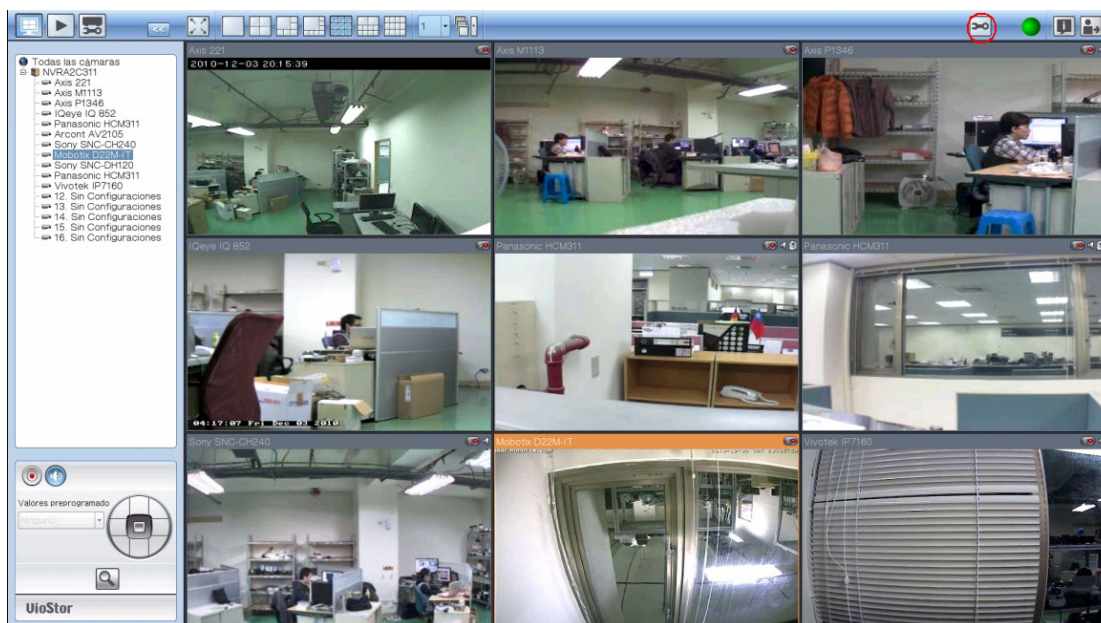 <<
1
Todas las cámaras
NVRA2C311
Axis 221
Axis M1113
Axis P1346
IQeye IQ 852
Panasonic HCM311
Arcont AV2105
Sony SNC-CH240
Mobotix D22M-IT
Sony SNC-DH120
Panasonic HCM311
Vivotek IP7160
12. Sin Configuraciones
13. Sin Configuraciones
14. Sin Configuraciones
15. Sin Configuraciones
16. Sin Configuraciones
Valores preprogramado
Ninguno
VioStor
Axis 221
2010-12-03 20:15:39
Axis M1113
Axis P1346
IQeye IQ 852
04:17:07 Fri Dec 03 2010
Panasonic HCM311
Panasonic HCM311
Sony SNC-CH240
Mobotix D22M-IT
Vivotek IP7160